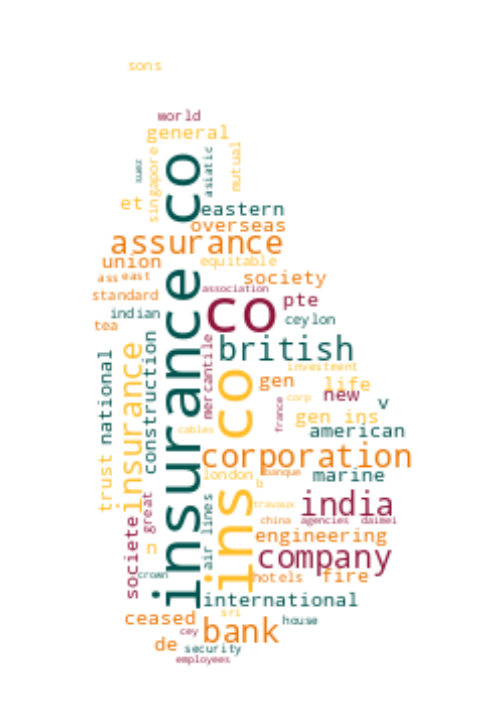 sons
world
general
suez
singapore
asiatic
mutual
et
insurance co
eastern
overseas
assurance
union
equitable
ass
east
society
association
standard
co
pte
indian
ceylon
tea
national
insurance
construction
mercantile
british
investment
ins co
gen
life
france
corp
new
v
gen ins
cables
american
corporation
trust
london
banque
marine
b
great
air lines
travaux
india
societe
china
agencies
daimei
engineering
n
company
crown
hotels
fire
international
sri
ceased
house
cey
bank
de
security
employees